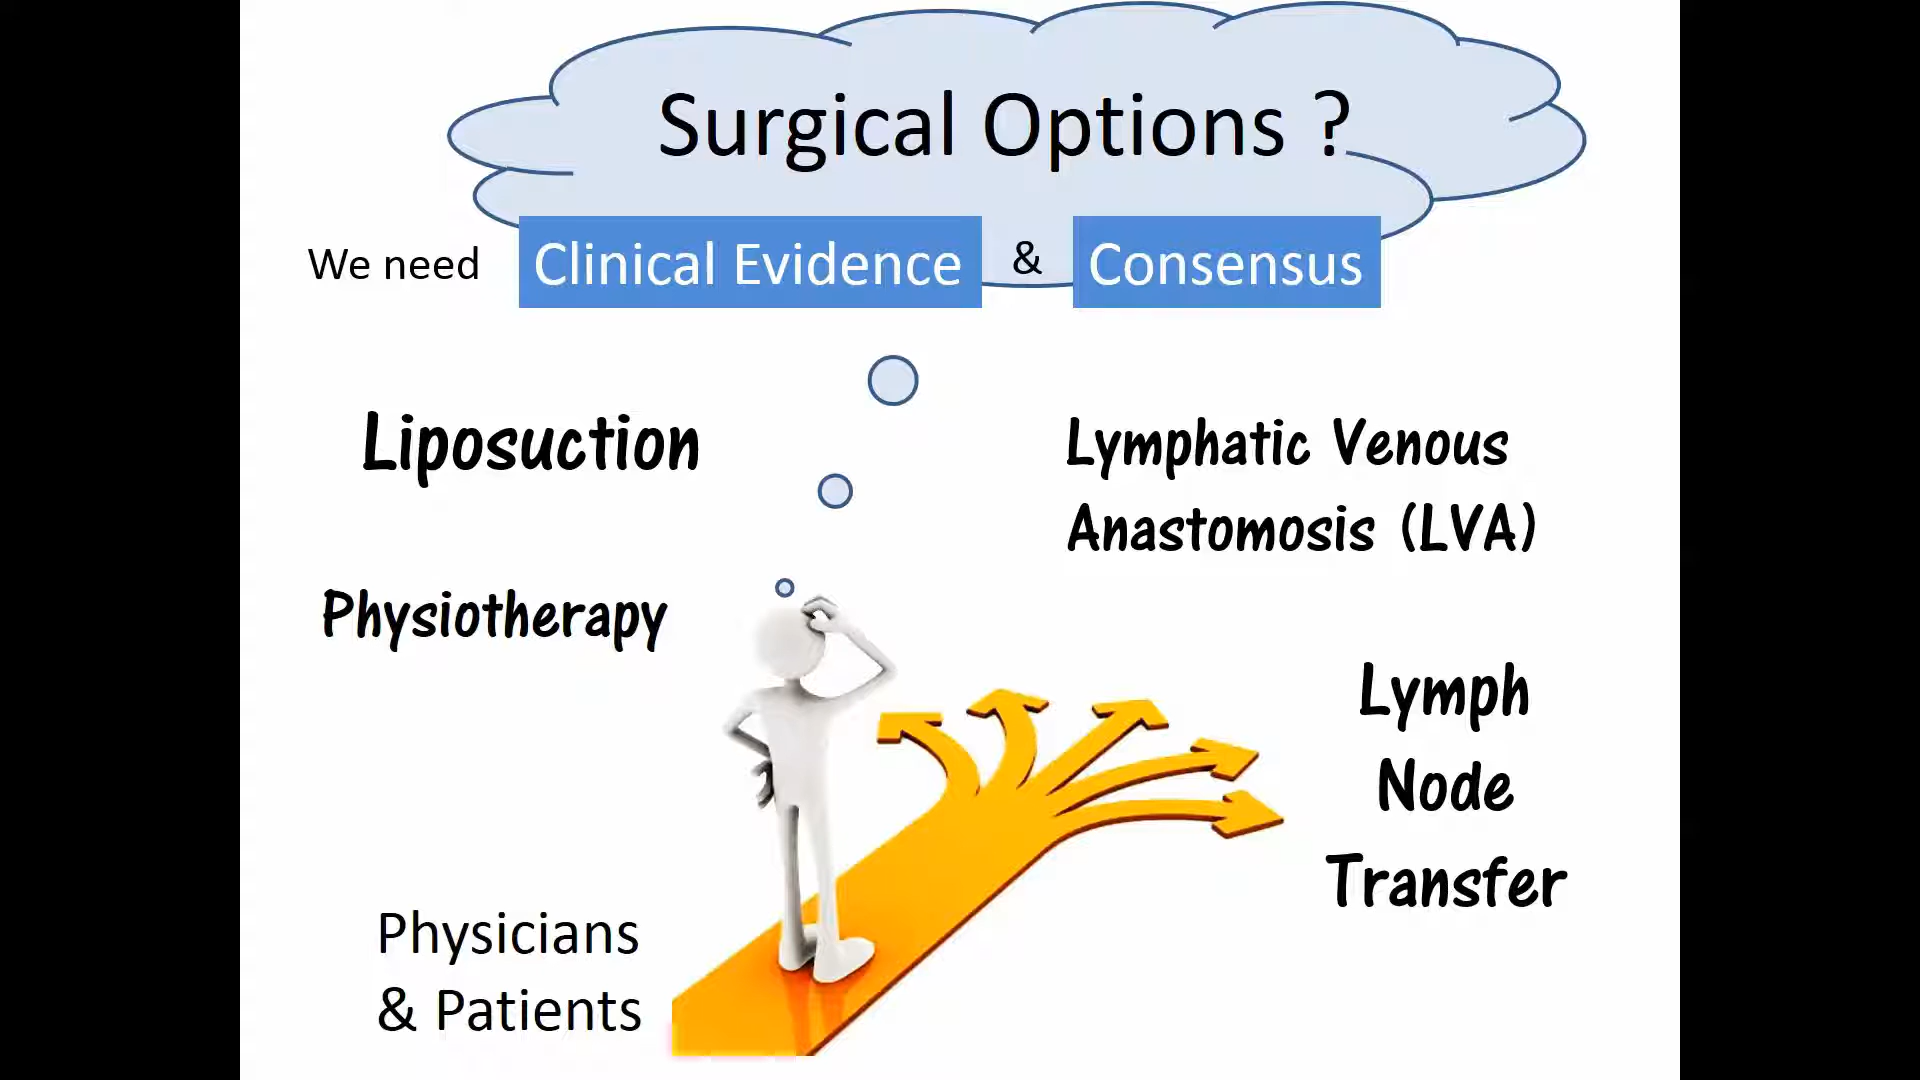 Surgical Options ?
We need Clinical Evidence & Consensus
Liposuction
Lymphatic Venous
Anastomosis (LVA)
Physiotherapy
Lymph
Node
Transfer
Physicians
& Patients